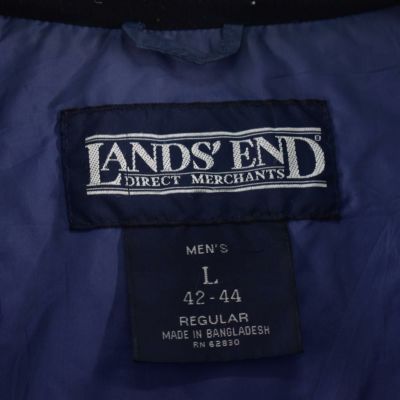 LANDS' END
DIRECT MERCHANTS
MEN'S
L
42-44
REGULAR
MADE IN BANGLADESH
RN 62830